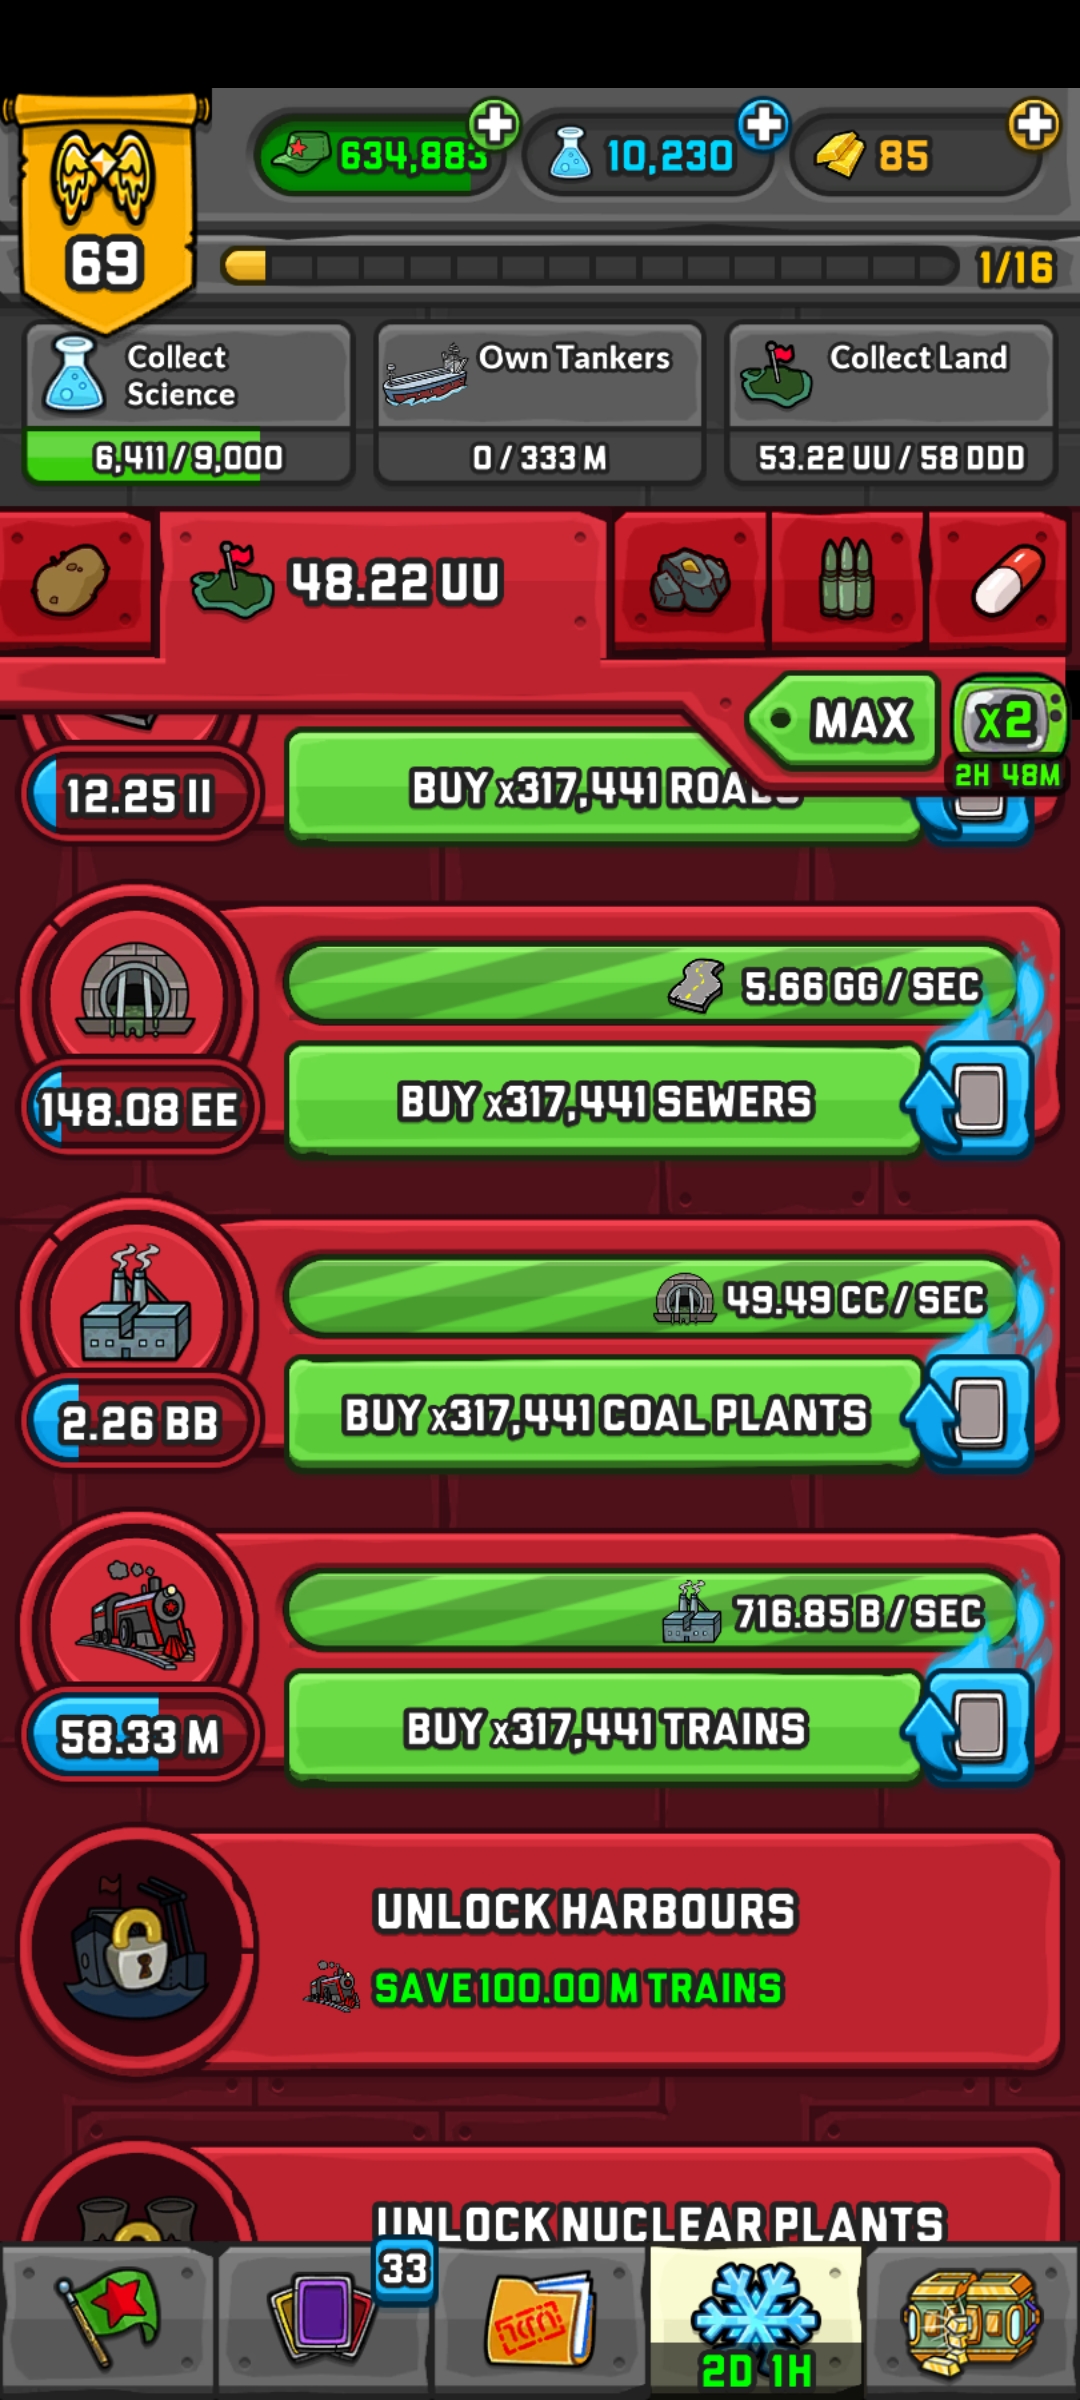 634,883
10,230
85
69
1/16
Collect Science
6,411/9,000
Own Tankers
0/333 M
Collect Land
53.22 UU/58 DDD
48.22 UU
MAX
x2
2H 48M
12.25 II
BUY x317,441
148.08 EE
5.66 GG/SEC
BUY x317,441 SEWERS
2.26 BB
49.49 CC/SEC
BUY x317,441 COAL PLANTS
58.33 M
716.85 B/SEC
BUY x317,441 TRAINS
UNLOCK HARBOURS
SAVE 100.00 M TRAINS
UNLOCK NUCLEAR PLANTS
33
2D 1H